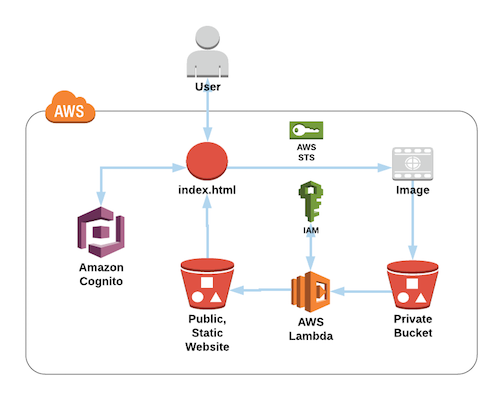 User
AWS
AWS
STS
index.html
Image
IAM
Amazon
Cognito
Public,
Static
Website
AWS
Lambda
Private
Bucket